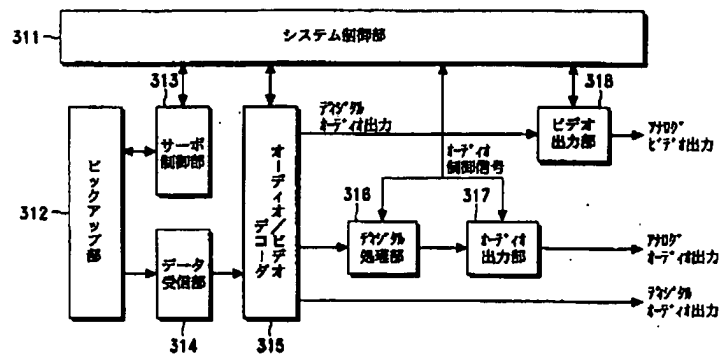 311
システム制御部
313
318
サーボ
制御部
ディジタル
オーディオ出力
ビデオ
出力部
アナログ
ビデオ出力
312
ピックアップ部
オーディオ/ビデオ
デコーダ
オーディオ
制御信号
316
317
ディジタル
処理部
オーディオ
出力部
アナログ
オーディオ出力
データ
受信部
ディジタル
オーディオ出力
314
315